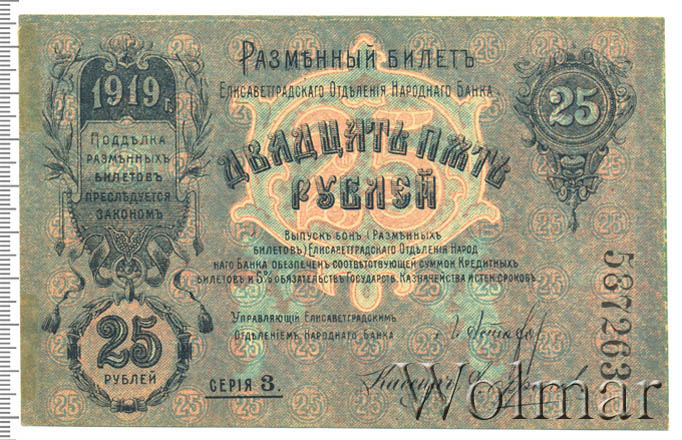 Размѣнный билетъ
Елисаветградскаго Отдѣленія Народнаго Банка
1919 г.
25
Двадцать пять
рублей
Поддѣлка
размѣнныхъ
билетовъ
преслѣдуется
закономъ
Выпускъ бонъ (размѣнныхъ
билетовъ) Елисаветградскаго Отдѣленія Народ
наго Банка обезпеченъ соотвѣтствующей суммой Кредитныхъ
билетовъ и 5% обязательствъ Государств. Казначейства истек. сроковъ.
587263
Управляющій Елисаветградскимъ
Отдѣленіемъ Народнаго Банка
25
рублей
Серія 3.
Кассиръ
Wolmar